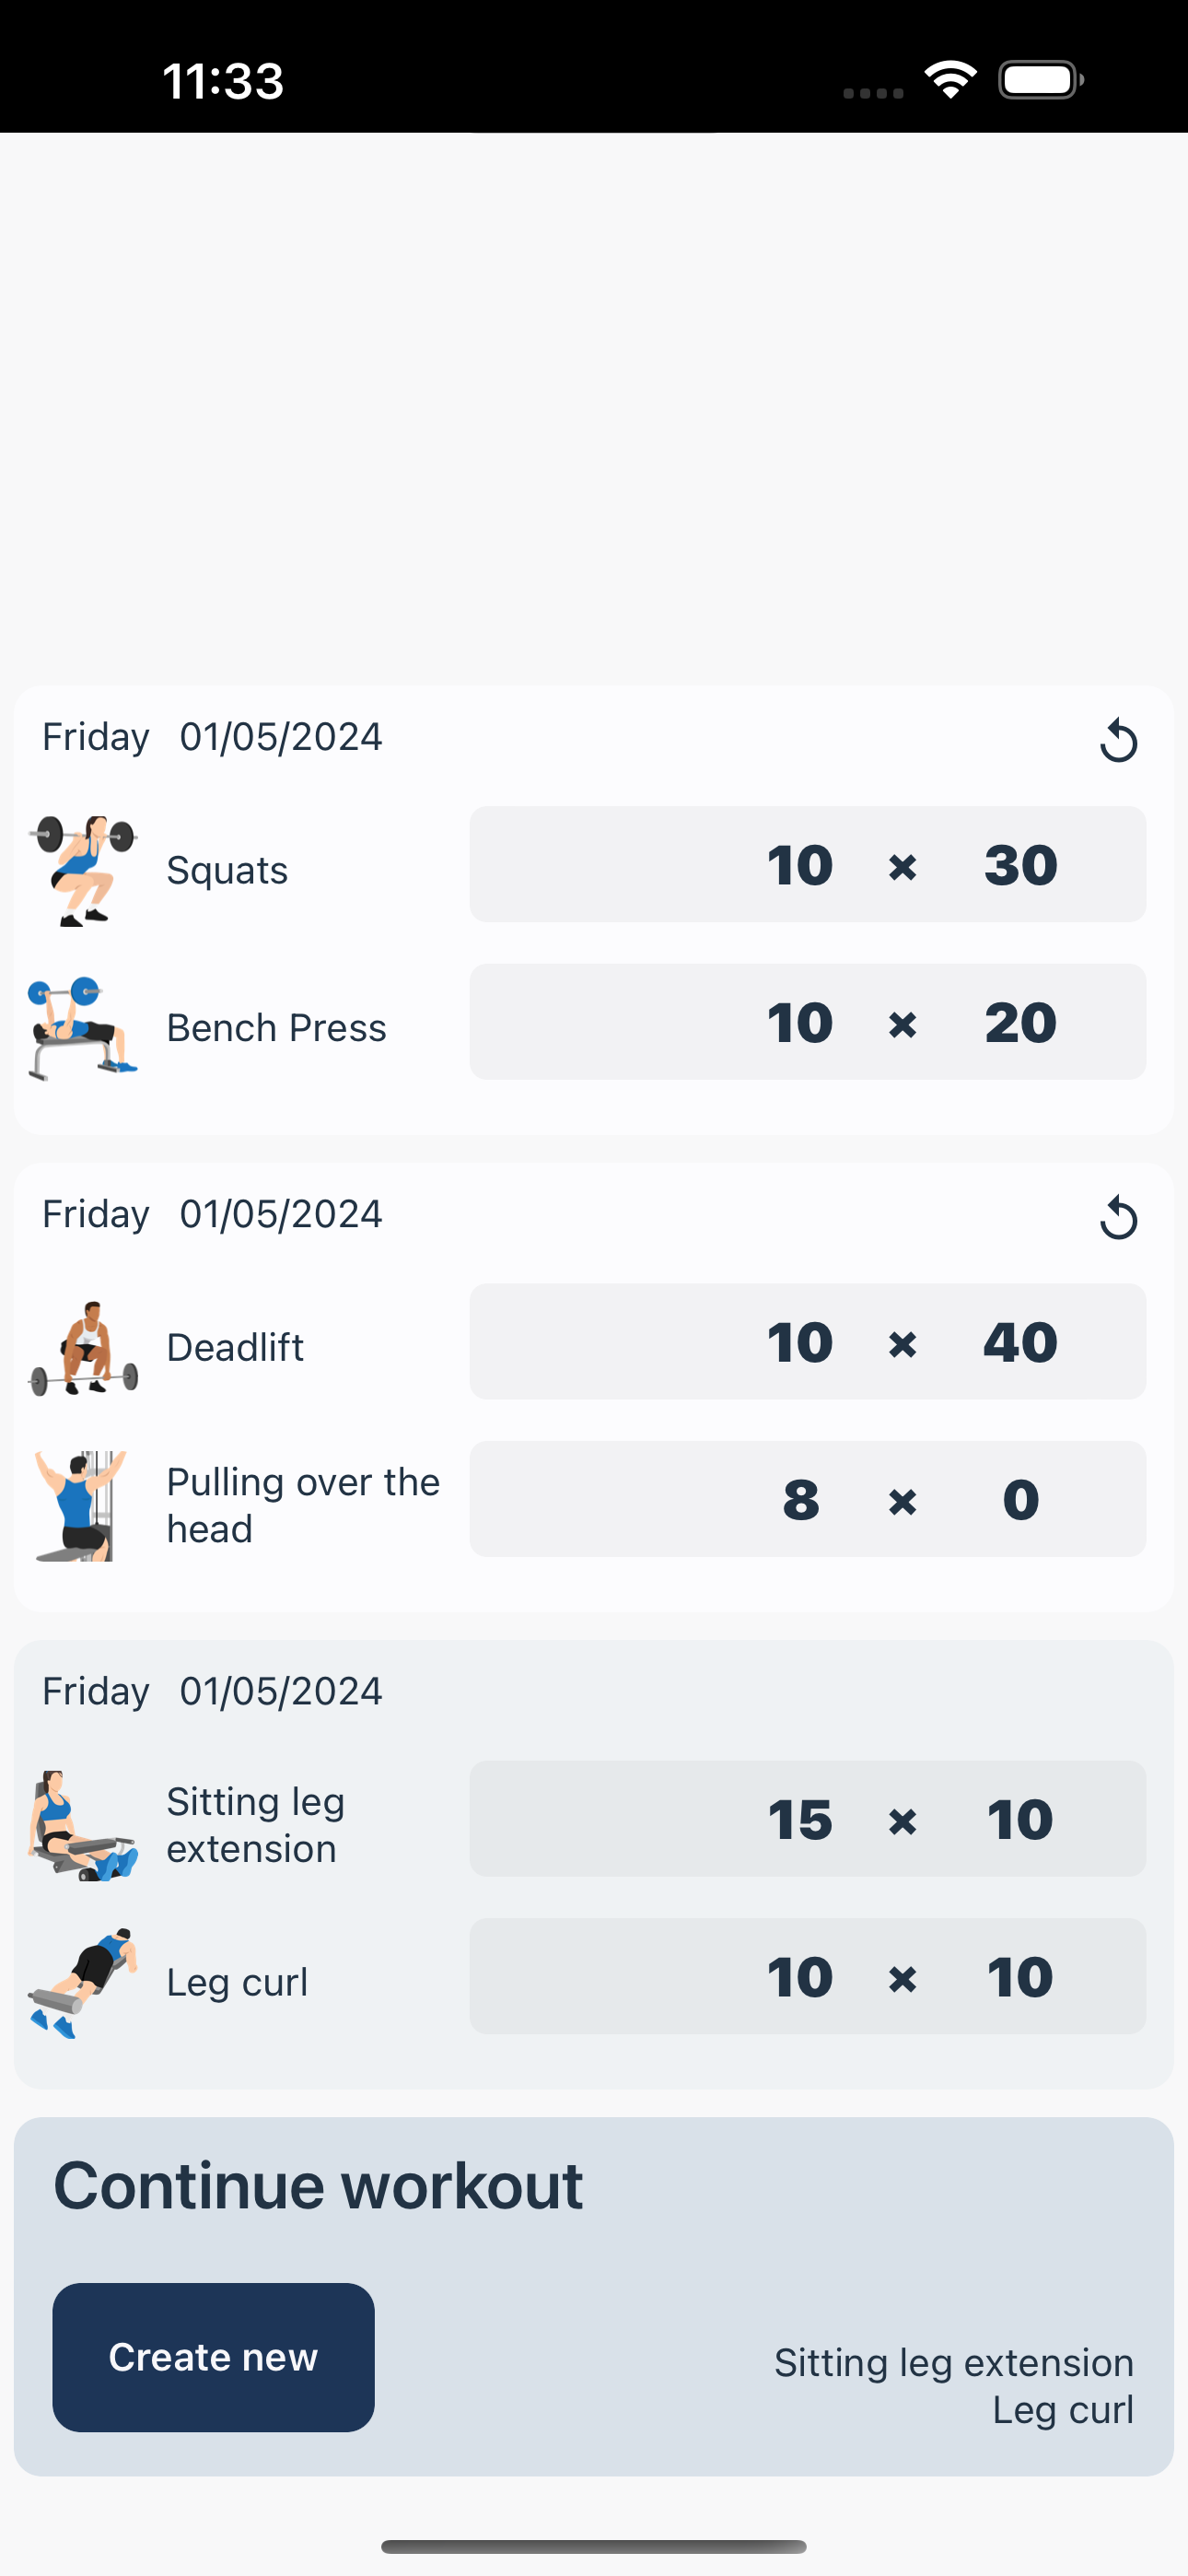 11:33
Friday 01/05/2024
Squats 10 × 30
Bench Press 10 × 20
Friday 01/05/2024
Deadlift 10 × 40
Pulling over the
head 8 × 0
Friday 01/05/2024
Sitting leg
extension 15 × 10
Leg curl 10 × 10
Continue workout
Create new
Sitting leg extension
Leg curl